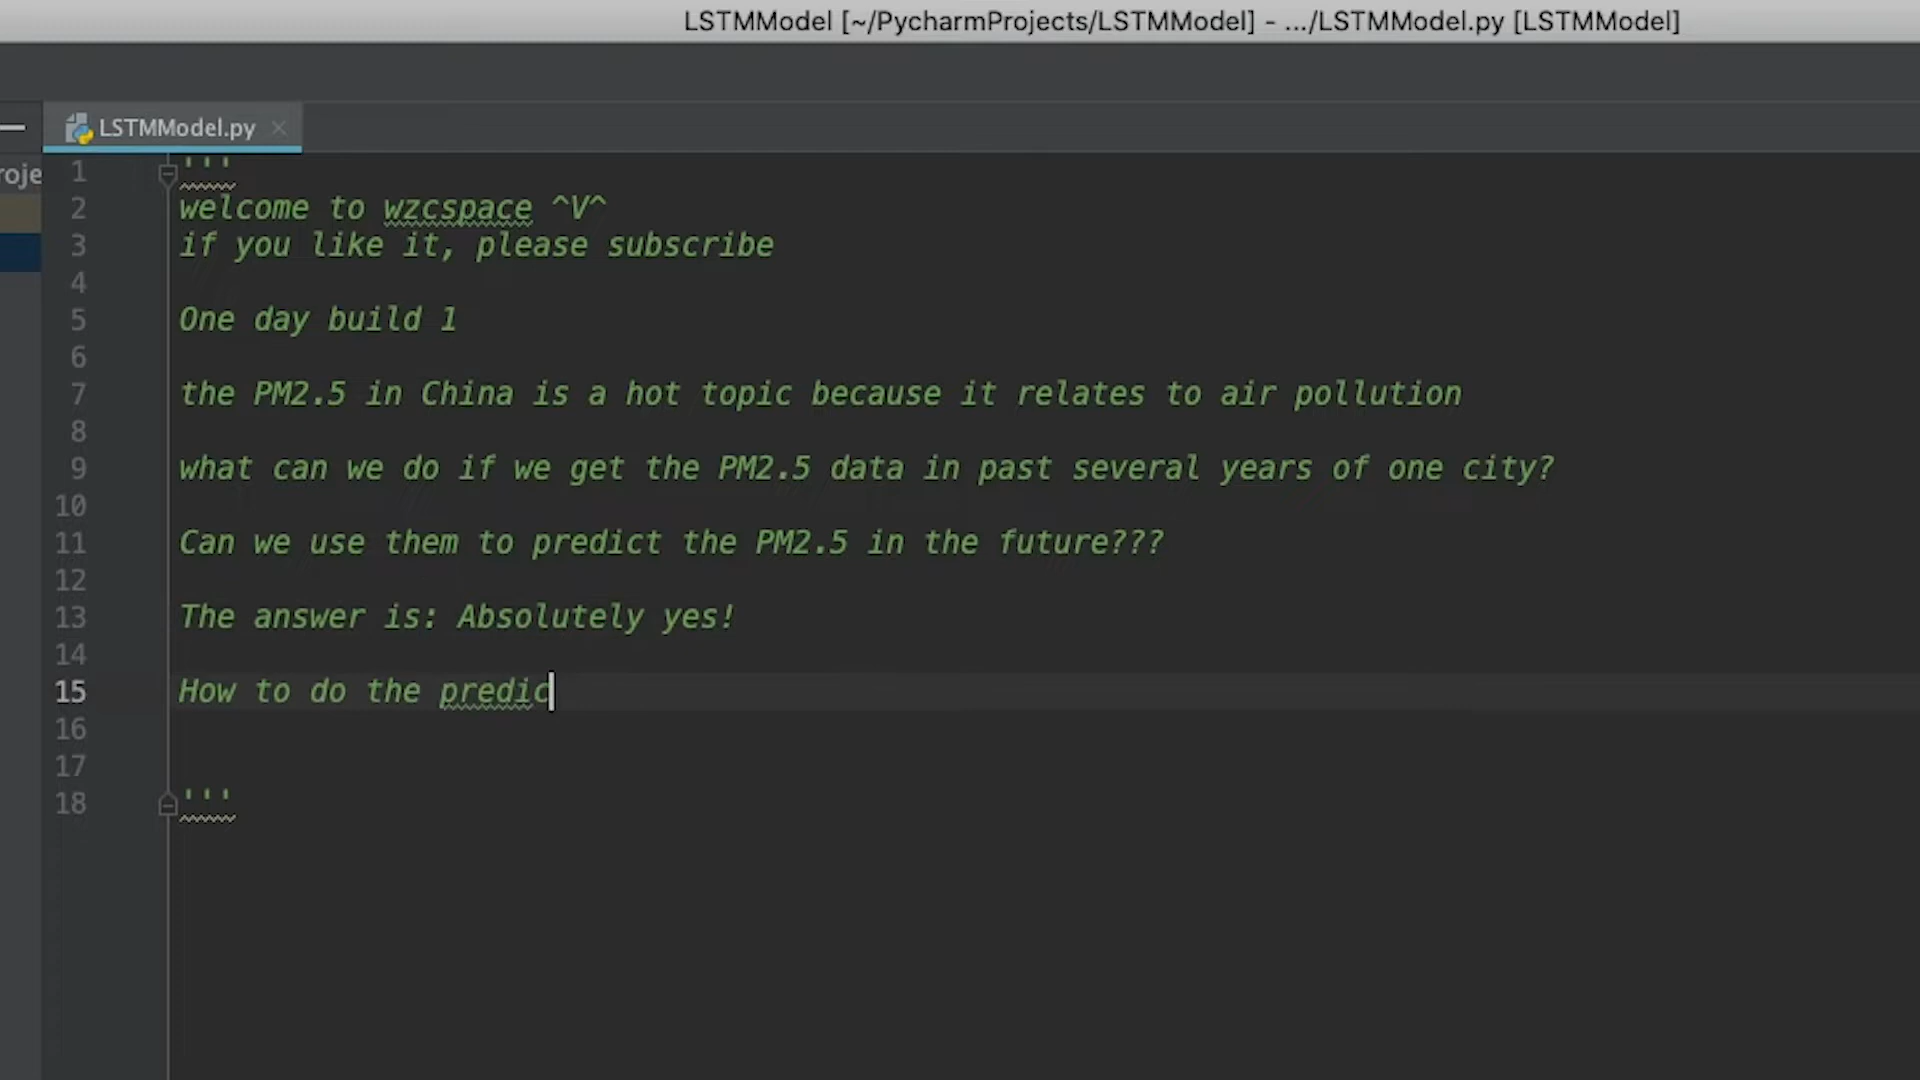 LSTMModel [~/PycharmProjects/LSTMModel] - .../LSTMModel.py [LSTMModel]
LSTMModel.py
roje
1 '''
2 welcome to wzcspace ^V^
3 if you like it, please subscribe
4
5 One day build 1
6
7 the PM2.5 in China is a hot topic because it relates to air pollution
8
9 what can we do if we get the PM2.5 data in past several years of one city?
10
11 Can we use them to predict the PM2.5 in the future???
12
13 The answer is: Absolutely yes!
14
15 How to do the predic
16
17
18 '''